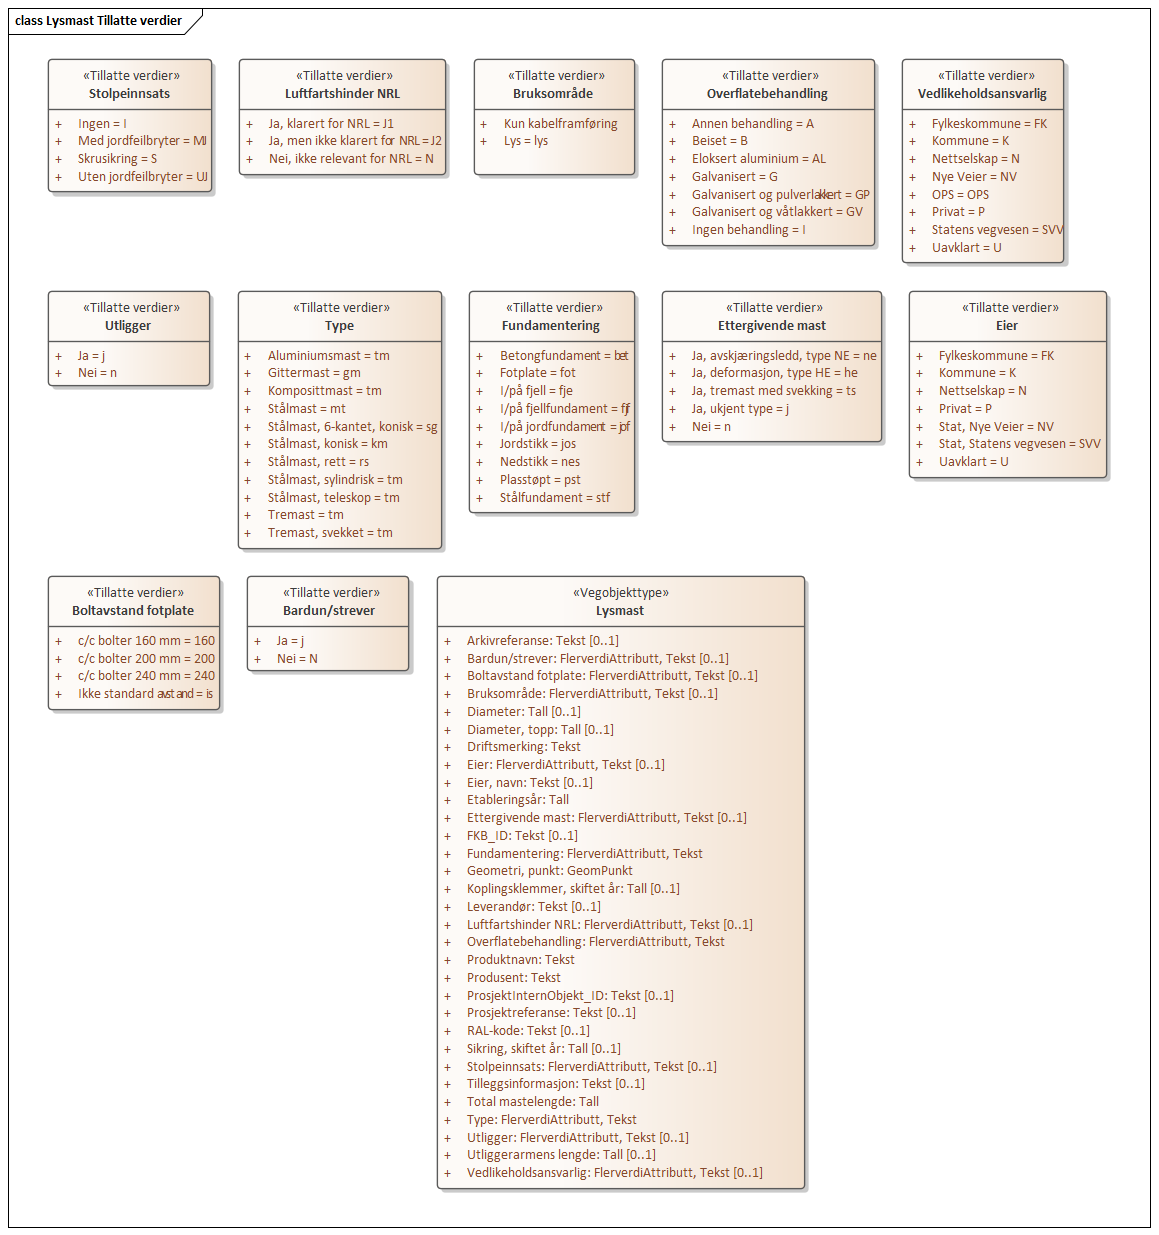 class Lysmast Tillatte verdier
«Tillatte verdier»
Stolpeinnsats
+ Ingen = I
+ Med jordfeilbryter = MJ
+ Skrusikring = S
+ Uten jordfeilbryter = UJ
«Tillatte verdier»
Luftfartshinder NRL
+ Ja, klarert for NRL = J1
+ Ja, men ikke klarert for NRL = J2
+ Nei, ikke relevant for NRL = N
«Tillatte verdier»
Bruksområde
+ Kun kabelframføring
+ Lys = lys
«Tillatte verdier»
Overflatebehandling
+ Annen behandling = A
+ Beiset = B
+ Eloksert aluminium = AL
+ Galvanisert = G
+ Galvanisert og pulverlakkert = GP
+ Galvanisert og våtlakkert = GV
+ Ingen behandling = I
«Tillatte verdier»
Vedlikeholdsansvarlig
+ Fylkeskommune = FK
+ Kommune = K
+ Nettselskap = N
+ Nye Veier = NV
+ OPS = OPS
+ Privat = P
+ Statens vegvesen = SVV
+ Uavklart = U
«Tillatte verdier»
Utligger
+ Ja = j
+ Nei = n
«Tillatte verdier»
Type
+ Aluminiumsmast = tm
+ Gittermast = gm
+ Komposittmast = tm
+ Stålmast = mt
+ Stålmast, 6-kantet, konisk = sg
+ Stålmast, konisk = km
+ Stålmast, rett = rs
+ Stålmast, sylindrisk = tm
+ Stålmast, teleskop = tm
+ Tremast = tm
+ Tremast, svekket = tm
«Tillatte verdier»
Fundamentering
+ Betongfundament = bet
+ Fotplate = fot
+ I/på fjell = fje
+ I/på fjellfundament = fjf
+ I/på jordfundament = jof
+ Jordstikk = jos
+ Nedstikk = nes
+ Plasstøpt = pst
+ Stålfundament = stf
«Tillatte verdier»
Ettergivende mast
+ Ja, avskjæringsledd, type NE = ne
+ Ja, deformasjon, type HE = he
+ Ja, tremast med svekking = ts
+ Ja, ukjent type = j
+ Nei = n
«Tillatte verdier»
Eier
+ Fylkeskommune = FK
+ Kommune = K
+ Nettselskap = N
+ Privat = P
+ Stat, Nye Veier = NV
+ Stat, Statens vegvesen = SVV
+ Uavklart = U
«Tillatte verdier»
Boltavstand fotplate
+ c/c bolter 160 mm = 160
+ c/c bolter 200 mm = 200
+ c/c bolter 240 mm = 240
+ Ikke standard avstand = is
«Tillatte verdier»
Bardun/strever
+ Ja = j
+ Nei = N
«Vegobjekttype»
Lysmast
+ Arkivreferanse: Tekst [0..1]
+ Bardun/strever: FlerverdiAttributt, Tekst [0..1]
+ Boltavstand fotplate: FlerverdiAttributt, Tekst [0..1]
+ Bruksområde: FlerverdiAttributt, Tekst [0..1]
+ Diameter: Tall [0..1]
+ Diameter, topp: Tall [0..1]
+ Driftsmerking: Tekst
+ Eier: FlerverdiAttributt, Tekst [0..1]
+ Eier, navn: Tekst [0..1]
+ Etableringsår: Tall
+ Ettergivende mast: FlerverdiAttributt, Tekst [0..1]
+ FKB_ID: Tekst [0..1]
+ Fundamentering: FlerverdiAttributt, Tekst
+ Geometri, punkt: GeomPunkt
+ Koplingsklemmer, skiftet år: Tall [0..1]
+ Leverandør: Tekst [0..1]
+ Luftfartshinder NRL: FlerverdiAttributt, Tekst [0..1]
+ Overflatebehandling: FlerverdiAttributt, Tekst
+ Produktnavn: Tekst
+ Produsent: Tekst
+ ProsjektInternObjekt_ID: Tekst [0..1]
+ Prosjektreferanse: Tekst [0..1]
+ RAL-kode: Tekst [0..1]
+ Sikring, skiftet år: Tall [0..1]
+ Stolpeinnsats: FlerverdiAttributt, Tekst [0..1]
+ Tilleggsinformasjon: Tekst [0..1]
+ Total mastelengde: Tall
+ Type: FlerverdiAttributt, Tekst
+ Utligger: FlerverdiAttributt, Tekst [0..1]
+ Utliggerarmens lengde: Tall [0..1]
+ Vedlikeholdsansvarlig: FlerverdiAttributt, Tekst [0..1]